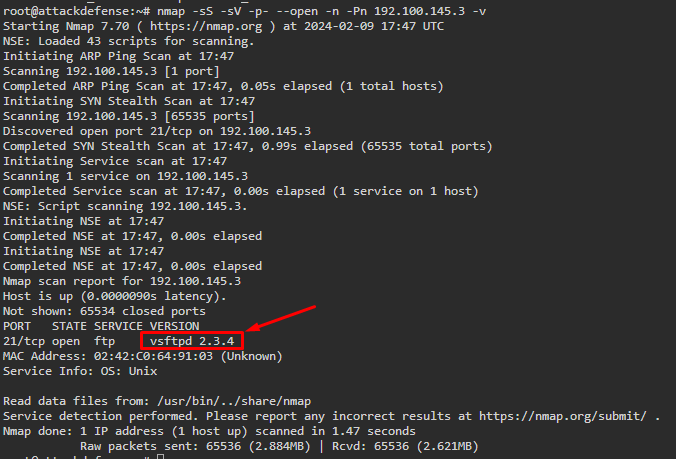 root@attackdefense:~# nmap -sS -sV -p- --open -n -Pn 192.100.145.3 -v
Starting Nmap 7.70 ( https://nmap.org ) at 2024-02-09 17:47 UTC
NSE: Loaded 43 scripts for scanning.
Initiating ARP Ping Scan at 17:47
Scanning 192.100.145.3 [1 port]
Completed ARP Ping Scan at 17:47, 0.05s elapsed (1 total hosts)
Initiating SYN Stealth Scan at 17:47
Scanning 192.100.145.3 [65535 ports]
Discovered open port 21/tcp on 192.100.145.3
Completed SYN Stealth Scan at 17:47, 0.99s elapsed (65535 total ports)
Initiating Service scan at 17:47
Scanning 1 service on 192.100.145.3
Completed Service scan at 17:47, 0.00s elapsed (1 service on 1 host)
NSE: Script scanning 192.100.145.3.
Initiating NSE at 17:47
Completed NSE at 17:47, 0.00s elapsed
Initiating NSE at 17:47
Completed NSE at 17:47, 0.00s elapsed
Nmap scan report for 192.100.145.3
Host is up (0.0000090s latency).
Not shown: 65534 closed ports
PORT   STATE SERVICE VERSION
21/tcp open  ftp     vsftpd 2.3.4
MAC Address: 02:42:C0:64:91:03 (Unknown)
Service Info: OS: Unix

Read data files from: /usr/bin/../share/nmap
Service detection performed. Please report any incorrect results at https://nmap.org/submit/ .
Nmap done: 1 IP address (1 host up) scanned in 1.47 seconds
           Raw packets sent: 65536 (2.884MB) | Rcvd: 65536 (2.621MB)